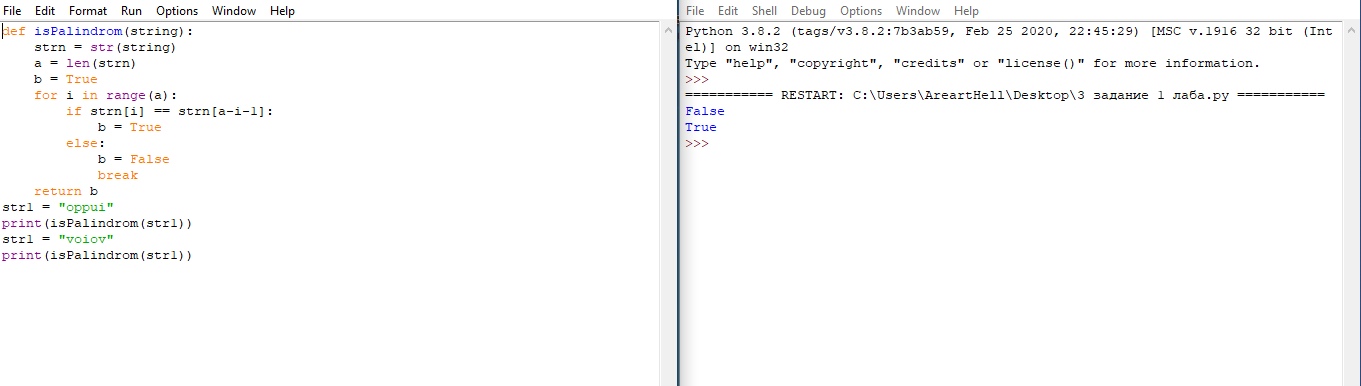 File Edit Format Run Options Window Help
def isPalindrom(string):
    strn = str(string)
    a = len(strn)
    b = True
    for i in range(a):
        if strn[i] == strn[a-i-1]:
            b = True
        else:
            b = False
            break
    return b
str1 = "oppui"
print(isPalindrom(str1))
str1 = "voiov"
print(isPalindrom(str1))
File Edit Shell Debug Options Window Help
Python 3.8.2 (tags/v3.8.2:7b3ab59, Feb 25 2020, 22:45:29) [MSC v.1916 32 bit (Int
el)] on win32
Type "help", "copyright", "credits" or "license()" for more information.
>>>
=========== RESTART: C:\Users\AreartHell\Desktop\3 задание 1 лаба.py ===========
False
True
>>>